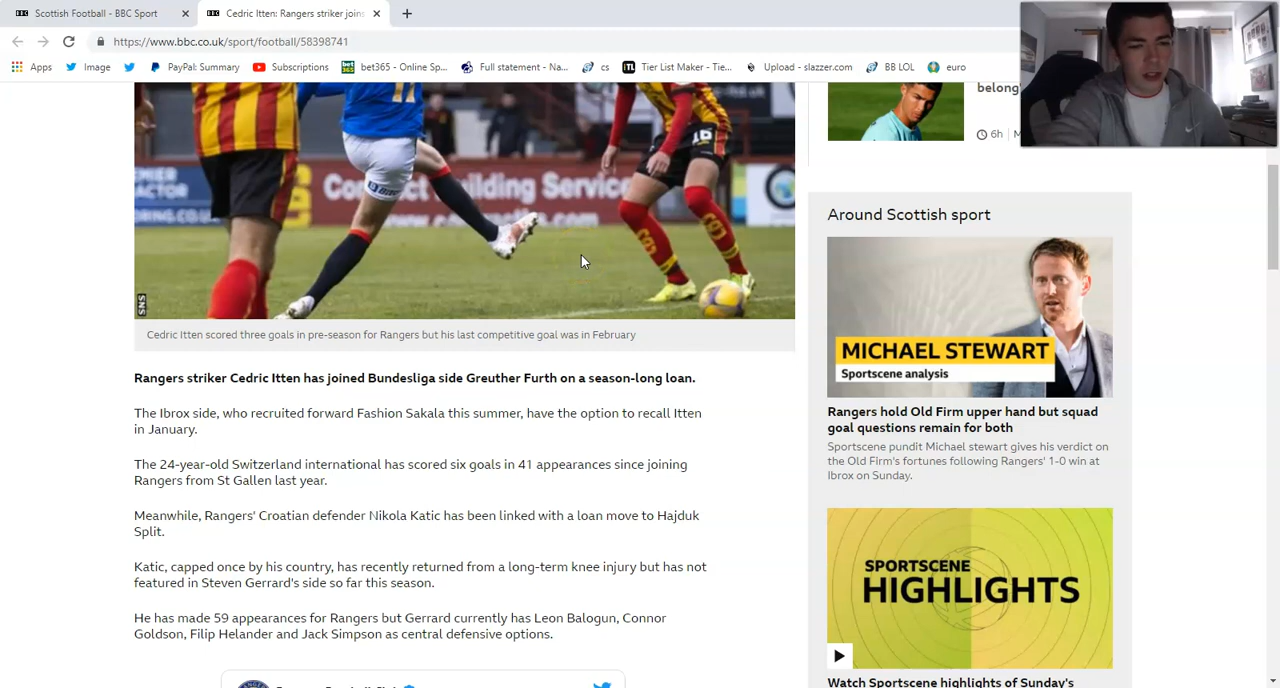 Scottish Football - BBC Sport
Cedric Itten: Rangers striker joins
https://www.bbc.co.uk/sport/football/58398741
Apps Image PayPal: Summary Subscriptions bet365 - Online Sp... Full statement - Na... cs Tier List Maker - Tie... Upload - slazzer.com BB LOL euro
belong
6h
Building Service
SNS
Cedric Itten scored three goals in pre-season for Rangers but his last competitive goal was in February
Rangers striker Cedric Itten has joined Bundesliga side Greuther Furth on a season-long loan.
The Ibrox side, who recruited forward Fashion Sakala this summer, have the option to recall Itten
in January.
The 24-year-old Switzerland international has scored six goals in 41 appearances since joining
Rangers from St Gallen last year.
Meanwhile, Rangers' Croatian defender Nikola Katic has been linked with a loan move to Hajduk
Split.
Katic, capped once by his country, has recently returned from a long-term knee injury but has not
featured in Steven Gerrard's side so far this season.
He has made 59 appearances for Rangers but Gerrard currently has Leon Balogun, Connor
Goldson, Filip Helander and Jack Simpson as central defensive options.
Around Scottish sport
MICHAEL STEWART
Sportscene analysis
Rangers hold Old Firm upper hand but squad
goal questions remain for both
Sportscene pundit Michael stewart gives his verdict on
the Old Firm's fortunes following Rangers' 1-0 win at
Ibrox on Sunday.
SPORTSCENE
HIGHLIGHTS
Watch Sportscene highlights of Sunday's